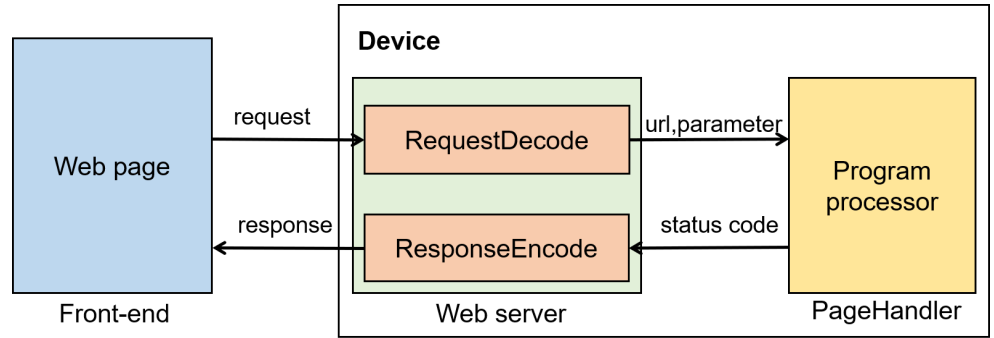 Device
request
RequestDecode
url,parameter
Web page
Program
processor
response
ResponseEncode
status code
Front-end
Web server
PageHandler